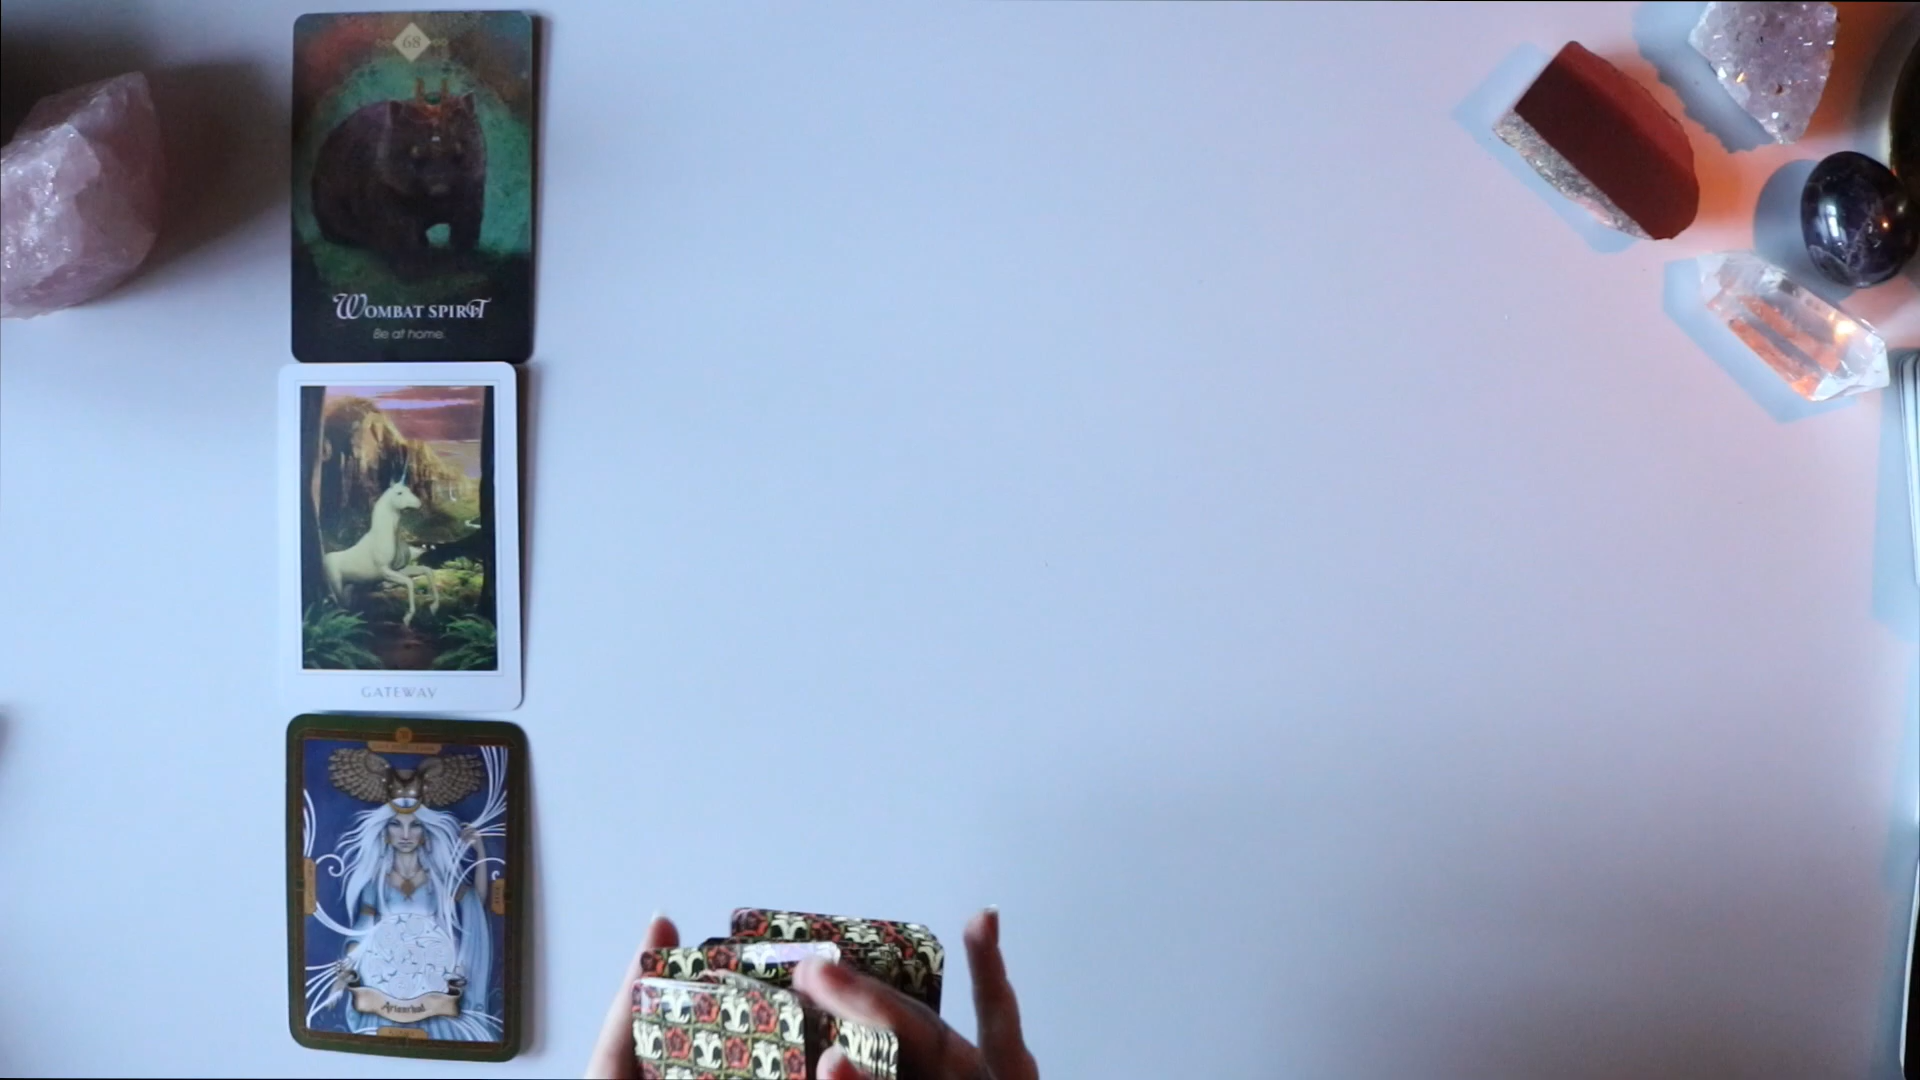 68
WOMBAT SPIRIT
Be at home.
GATEWAY
Arianrhod